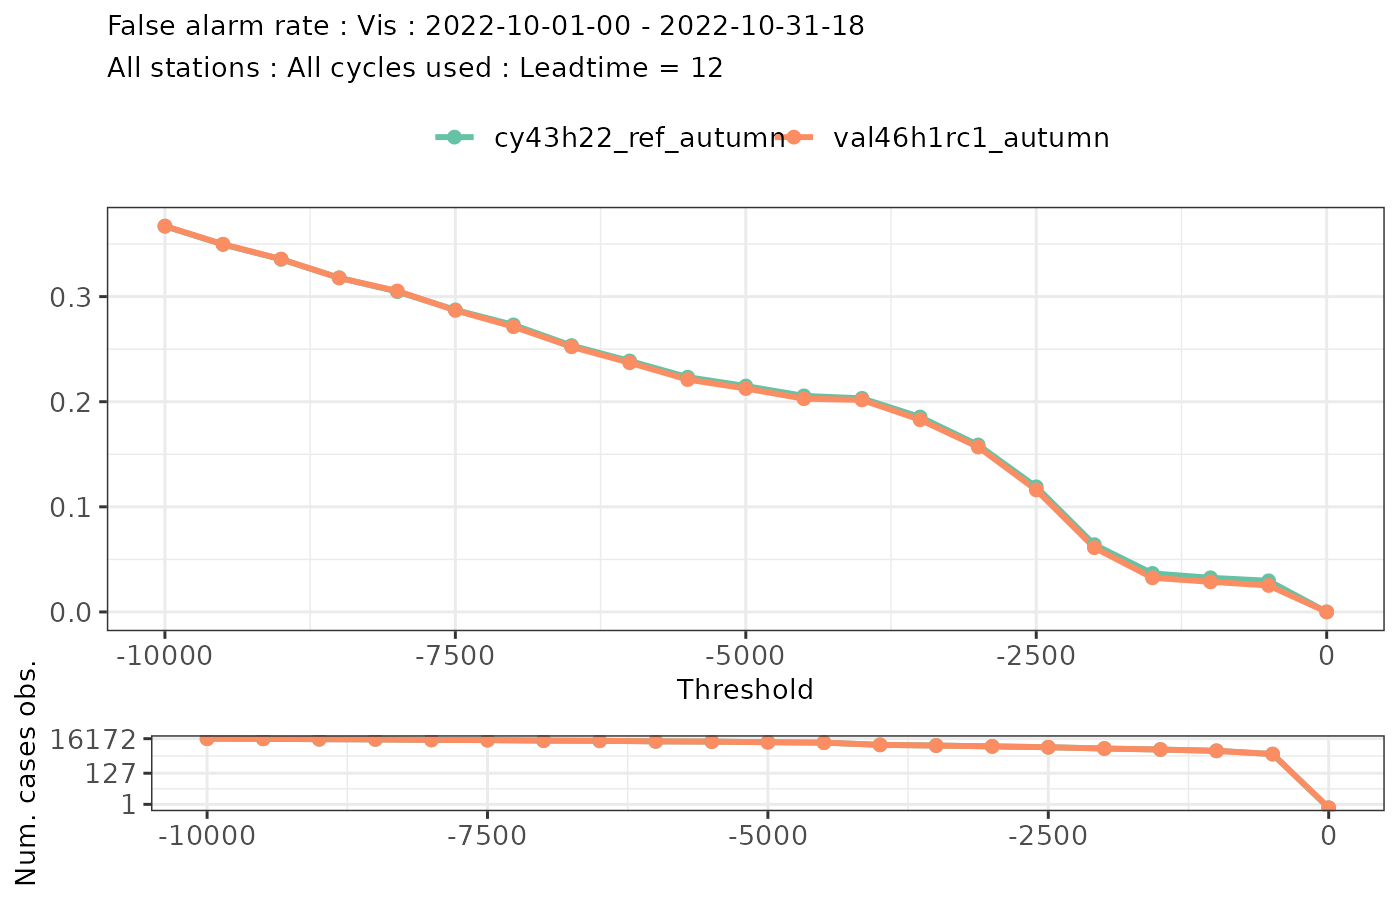 False alarm rate : Vis : 2022-10-01-00 - 2022-10-31-18
All stations : All cycles used : Leadtime = 12
cy43h22_ref_autumn val46h1rc1_autumn
0.3
0.2
0.1
0.0
-10000 -7500 -5000 -2500 0
Threshold
Num. cases obs.
16172
127
1
-10000 -7500 -5000 -2500 0